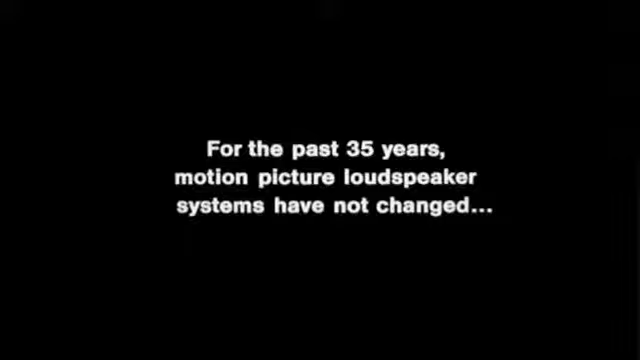 For the past 35 years,
motion picture loudspeaker
systems have not changed...